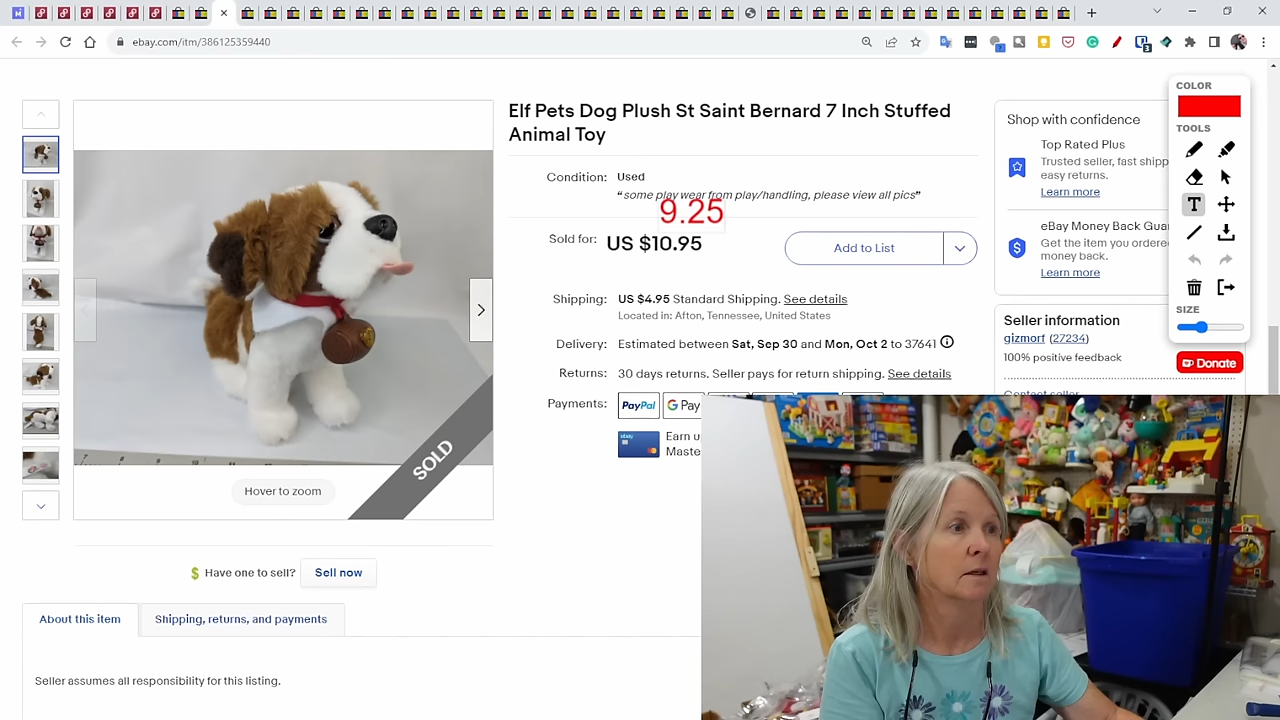 ebay.com/itm/386125359440
Elf Pets Dog Plush St Saint Bernard 7 Inch Stuffed
Animal Toy
Condition: Used
“some play wear from play/handling, please view all pics”
9.25
Sold for: US $10.95
Add to List
Shipping: US $4.95 Standard Shipping. See details
Located in: Afton, Tennessee, United States
Delivery: Estimated between Sat, Sep 30 and Mon, Oct 2 to 37641
Returns: 30 days returns. Seller pays for return shipping. See details
Payments: PayPal G Pay
Earn u
Maste
SOLD
Hover to zoom
Have one to sell? Sell now
About this item
Shipping, returns, and payments
Seller assumes all responsibility for this listing.
Shop with confidence
Top Rated Plus
Trusted seller, fast shipp
easy returns.
Learn more
eBay Money Back Gua
Get the item you ordere
money back.
Learn more
Seller information
gizmorf (27234)
100% positive feedback
COLOR
TOOLS
T
SIZE
Donate